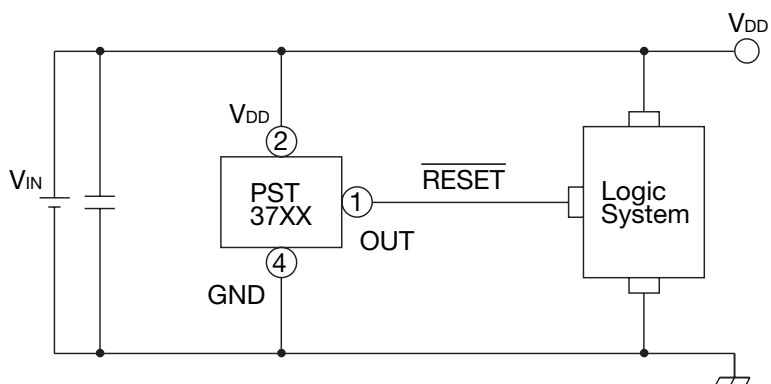 VDD
VDD
2
VIN
PST
37XX
1
RESET
OUT
Logic
System
4
GND